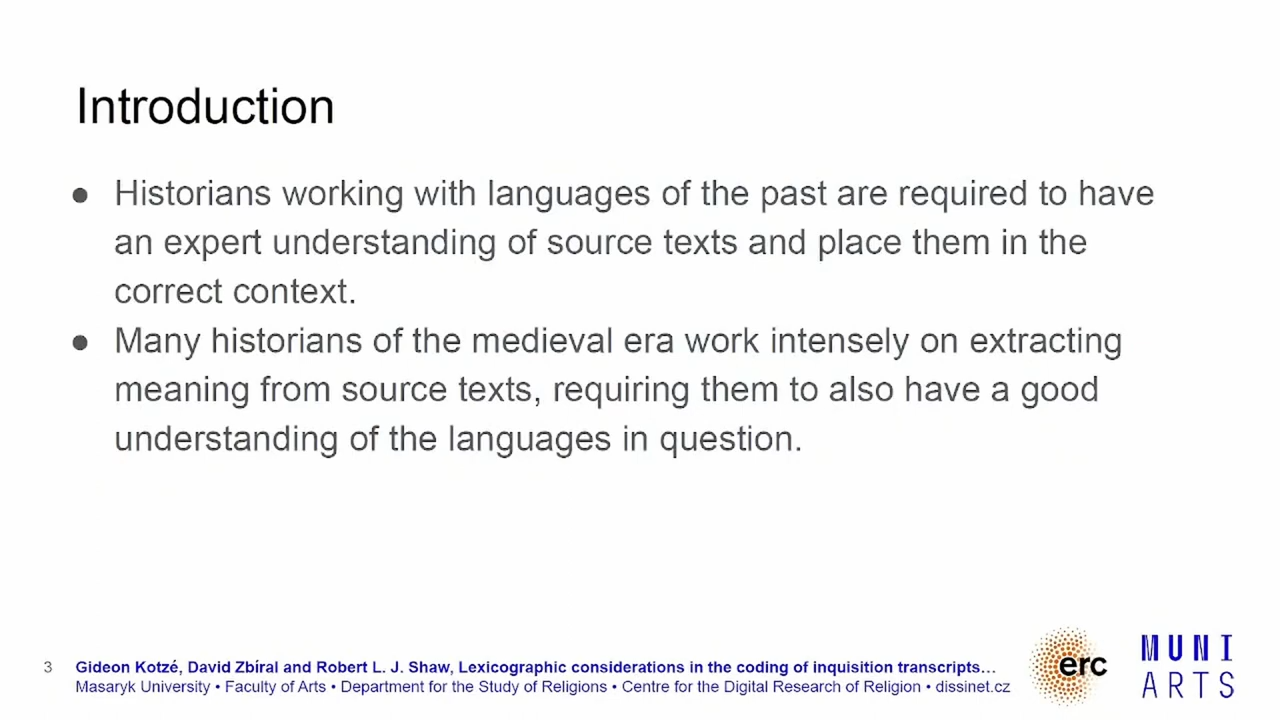 Introduction
● Historians working with languages of the past are required to have
an expert understanding of source texts and place them in the
correct context.
● Many historians of the medieval era work intensely on extracting
meaning from source texts, requiring them to also have a good
understanding of the languages in question.
3 Gideon Kotzé, David Zbíral and Robert L. J. Shaw, Lexicographic considerations in the coding of inquisition transcripts…
Masaryk University • Faculty of Arts • Department for the Study of Religions • Centre for the Digital Research of Religion • dissinet.cz
erc
MUNI
ARTS